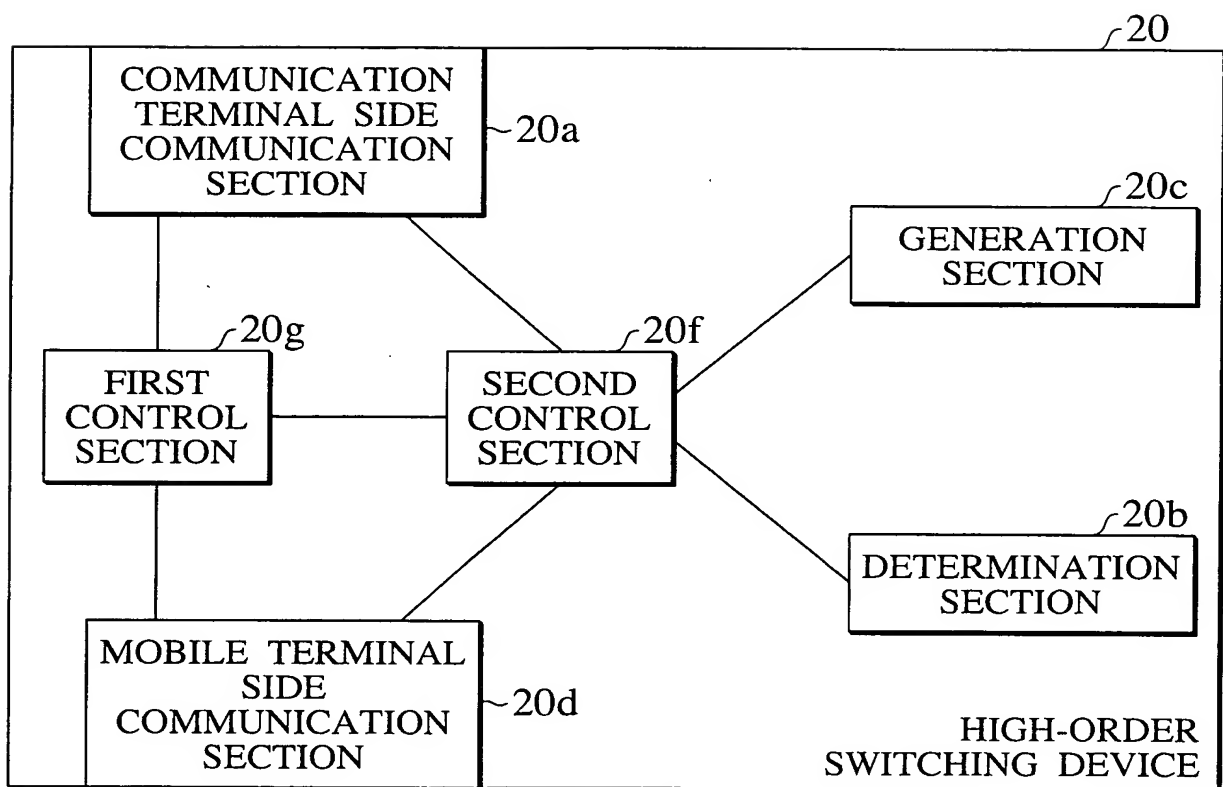 20
COMMUNICATION
TERMINAL SIDE
COMMUNICATION
SECTION
20a
20c
GENERATION
SECTION
20g
20f
FIRST
CONTROL
SECTION
SECOND
CONTROL
SECTION
20b
DETERMINATION
SECTION
MOBILE TERMINAL
SIDE
COMMUNICATION
SECTION
20d
HIGH-ORDER
SWITCHING DEVICE